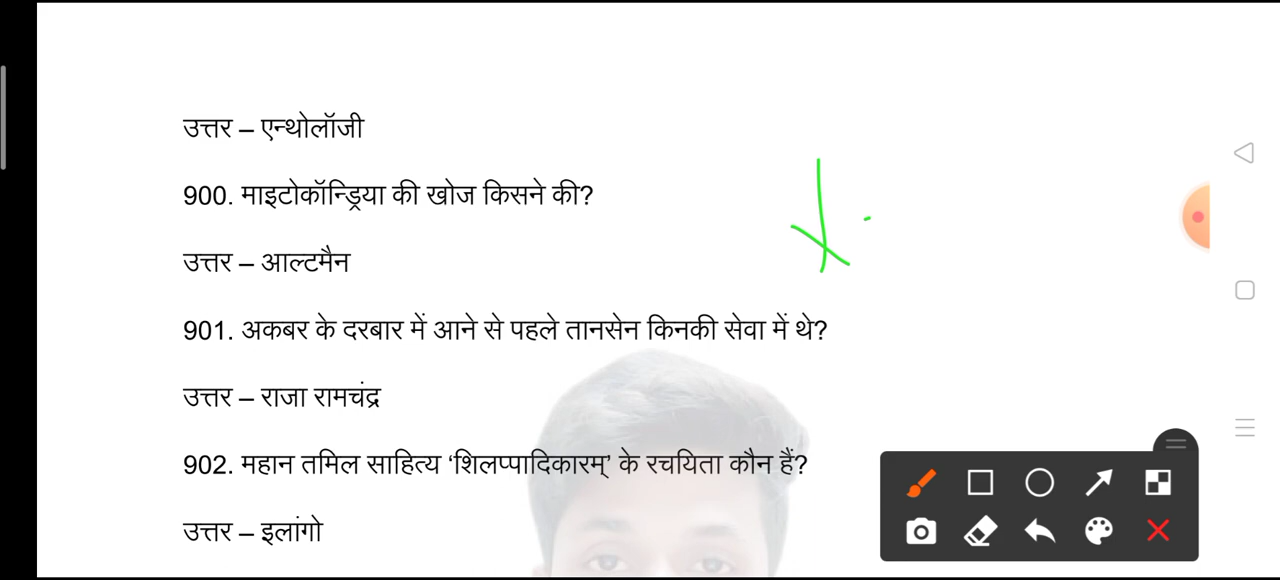 उत्तर – एन्थोलॉजी
900. माइटोकॉन्ड्रिया की खोज किसने की?
उत्तर – आल्टमैन
901. अकबर के दरबार में आने से पहले तानसेन किनकी सेवा में थे?
उत्तर – राजा रामचंद्र
902. महान तमिल साहित्य ‘शिलप्पादिकारम्’ के रचयिता कौन हैं?
उत्तर – इलांगो